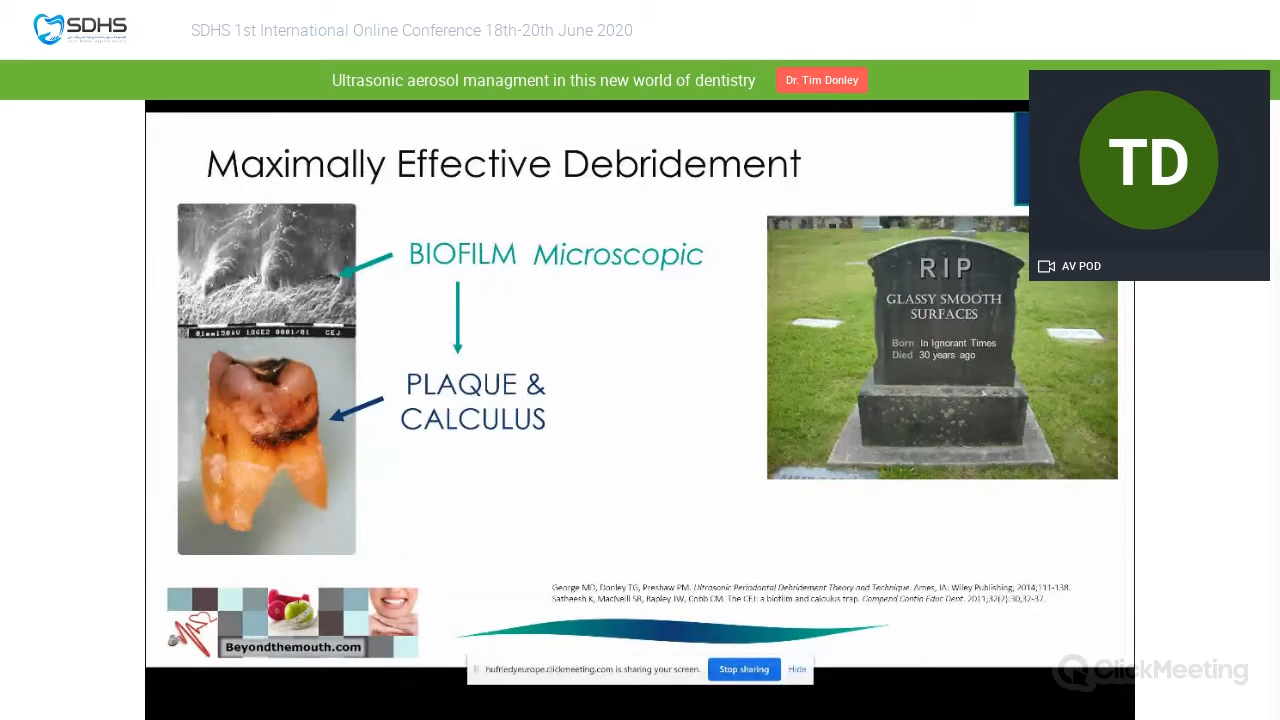 SDHS
SDHS 1st International Online Conference 18th-20th June 2020
Ultrasonic aerosol managment in this new world of dentistry
Dr. Tim Donley
TD
AV POD
Maximally Effective Debridement
BIOFILM Microscopic
PLAQUE &
CALCULUS
CEJ
RIP
GLASSY SMOOTH
SURFACES
Born In Ignorant Times
Died 30 years ago
George MD, Donley TG, Preshaw PM. Ultrasonic Periodontal Debridement Theory and Technique. Ames, IA: Wiley Publishing; 2014;111-138.
Satheesh K, MacNeill SR, Rapley JW, Cobb CM. The CEJ: a biofilm and calculus trap. Compend Contin Educ Dent. 2011;32(2):30,32-37.
Beyondthemouth.com
hufriedyeurope.clickmeeting.com is sharing your screen.
Stop sharing
Hide
ClickMeeting